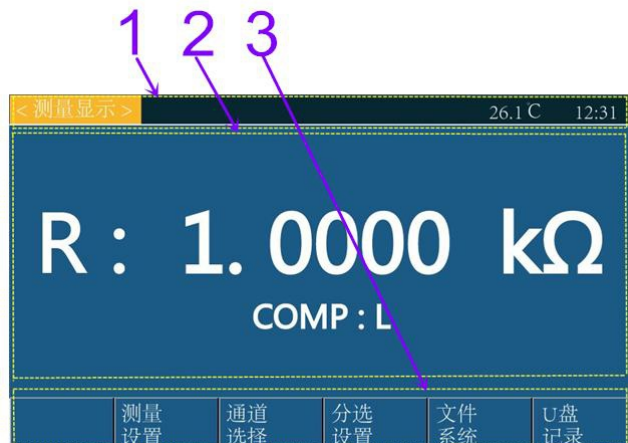 1 2 3
<测量显示> 26.1℃ 12:31
R: 1.0000 kΩ
COMP : L
测量 通道 分选 文件 U盘
设置 选择 设置 系统 记录